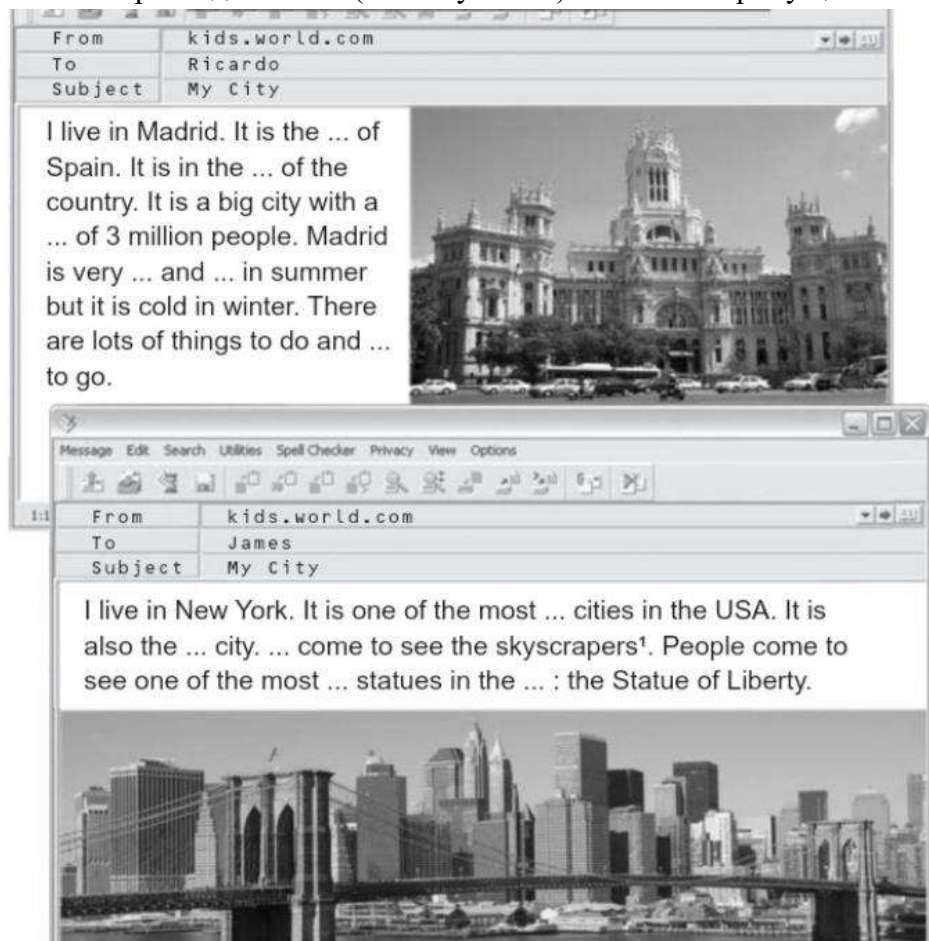 From kids.world.com
To Ricardo
Subject My City
I live in Madrid. It is the ... of
Spain. It is in the ... of the
country. It is a big city with a
... of 3 million people. Madrid
is very ... and ... in summer
but it is cold in winter. There
are lots of things to do and ...
to go.
Message Edit Search Utilities Spell Checker Privacy View Options
1:1
From kids.world.com
To James
Subject My City
I live in New York. It is one of the most ... cities in the USA. It is
also the ... city. ... come to see the skyscrapers¹. People come to
see one of the most ... statues in the ... : the Statue of Liberty.